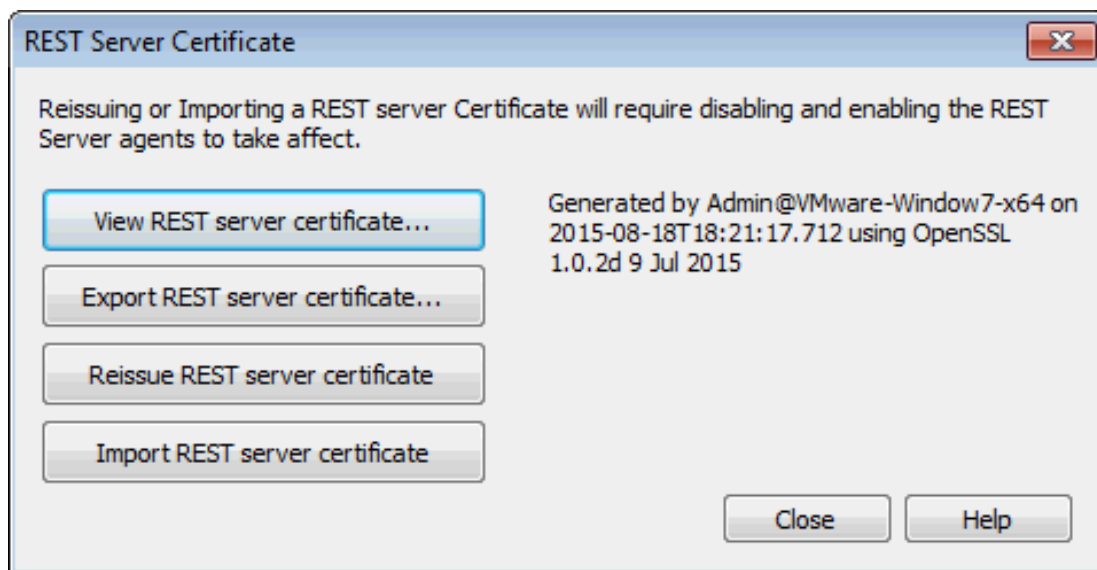 REST Server Certificate
Reissuing or Importing a REST server Certificate will require disabling and enabling the REST
Server agents to take affect.
View REST server certificate...
Generated by Admin@VMware-Window7-x64 on
2015-08-18T18:21:17.712 using OpenSSL
1.0.2d 9 Jul 2015
Export REST server certificate...
Reissue REST server certificate
Import REST server certificate
Close
Help